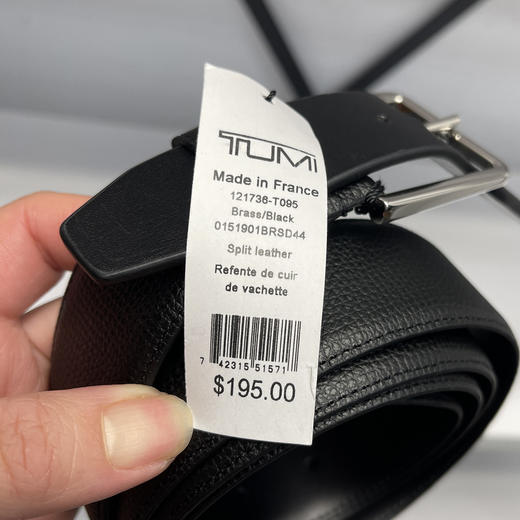 TUMI
Made in France
121736-T095
Brass/Black
0151901BRSD44
Split leather
Refente de cuir
de vachette
7 42315 51571
$195.00